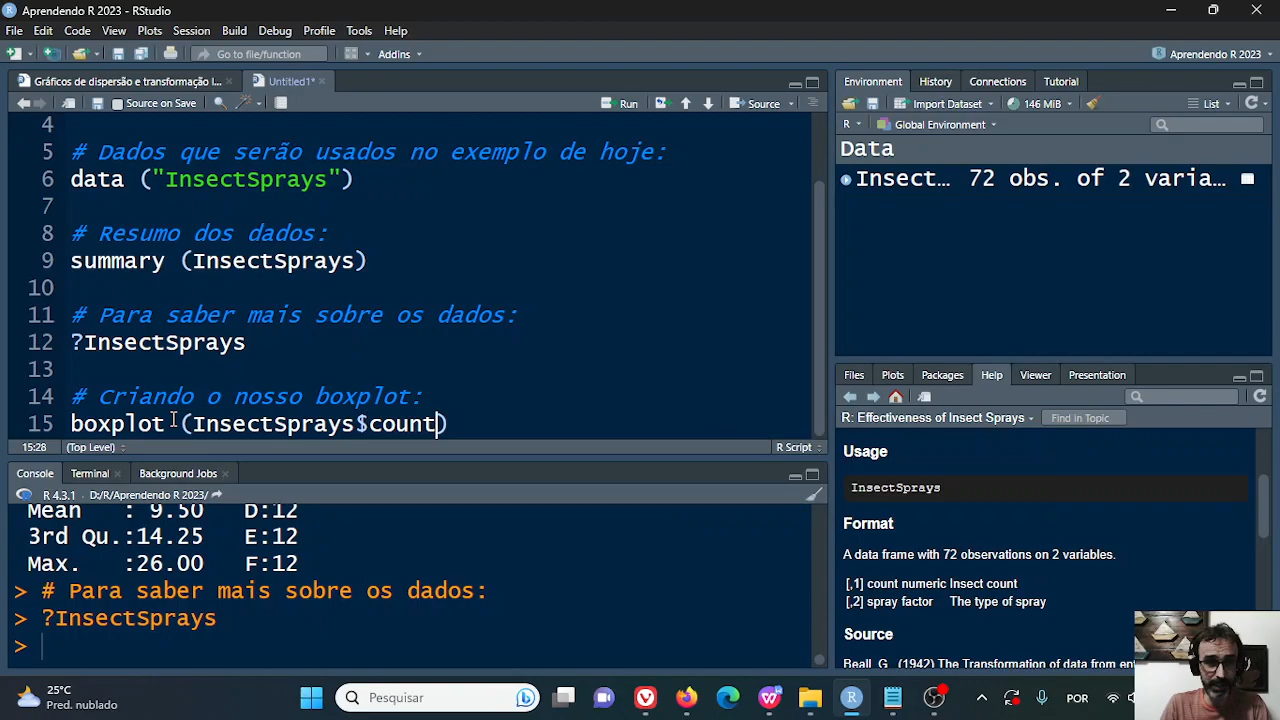 Aprendendo R 2023 - RStudio
File Edit Code View Plots Session Build Debug Profile Tools Help
Go to file/function Addins Aprendendo R 2023
Gráficos de dispersão e transformação l... Untitled1*
Source on Save Run Source
4
5 # Dados que serão usados no exemplo de hoje:
6 data ("InsectSprays")
7
8 # Resumo dos dados:
9 summary (InsectSprays)
10
11 # Para saber mais sobre os dados:
12 ?InsectSprays
13
14 # Criando o nosso boxplot:
15 boxplot (InsectSprays$count)
15:28 (Top Level) R Script
Console Terminal Background Jobs
R 4.3.1 . D:/R/Aprendendo R 2023/
Mean : 9.50 D:12
3rd Qu.:14.25 E:12
Max. :26.00 F:12
> # Para saber mais sobre os dados:
> ?InsectSprays
>
Environment History Connections Tutorial
Import Dataset 146 MiB List
R Global Environment
Data
Insect... 72 obs. of 2 varia...
Files Plots Packages Help Viewer Presentation
R: Effectiveness of Insect Sprays Find in Topic
Usage
InsectSprays
Format
A data frame with 72 observations on 2 variables.
[,1] count numeric Insect count
[,2] spray factor The type of spray
Source
Beall, G., (1942) The Transformation of data from
25°C
Pred. nublado
Pesquisar
POR